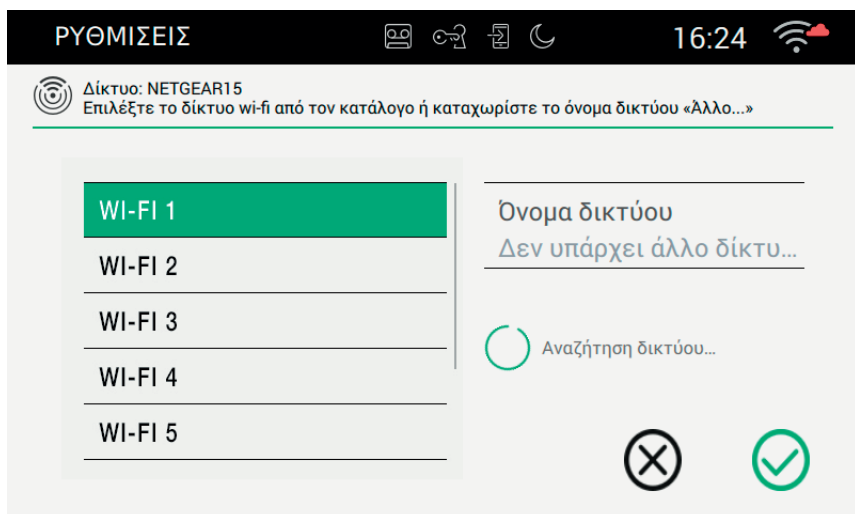 ΡΥΘΜΙΣΕΙΣ 16:24
Δίκτυο: NETGEAR15
Επιλέξτε το δίκτυο wi-fi από τον κατάλογο ή καταχωρίστε το όνομα δικτύου «Άλλο...»
WI-FI 1
WI-FI 2
WI-FI 3
WI-FI 4
WI-FI 5
Όνομα δικτύου
Δεν υπάρχει άλλο δίκτυ...
Αναζήτηση δικτύου...